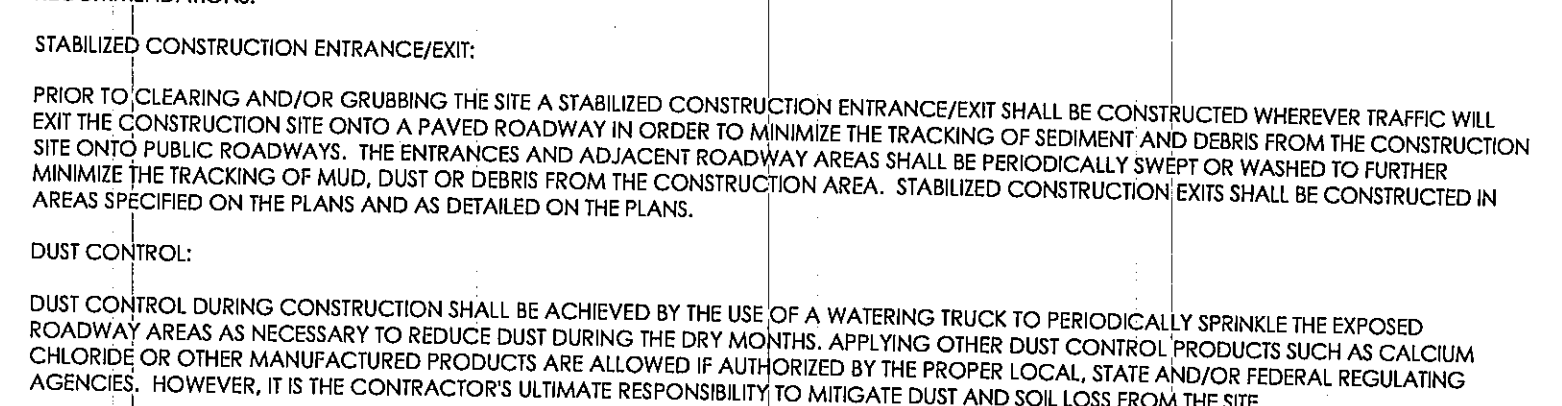 STABILIZED CONSTRUCTION ENTRANCE/EXIT:
PRIOR TO CLEARING AND/OR GRUBBING THE SITE A STABILIZED CONSTRUCTION ENTRANCE/EXIT SHALL BE CONSTRUCTED WHEREVER TRAFFIC WILL
EXIT THE CONSTRUCTION SITE ONTO A PAVED ROADWAY IN ORDER TO MINIMIZE THE TRACKING OF SEDIMENT AND DEBRIS FROM THE CONSTRUCTION
SITE ONTO PUBLIC ROADWAYS. THE ENTRANCES AND ADJACENT ROADWAY AREAS SHALL BE PERIODICALLY SWEPT OR WASHED TO FURTHER
MINIMIZE THE TRACKING OF MUD, DUST OR DEBRIS FROM THE CONSTRUCTION AREA. STABILIZED CONSTRUCTION EXITS SHALL BE CONSTRUCTED IN
AREAS SPECIFIED ON THE PLANS AND AS DETAILED ON THE PLANS.
DUST CONTROL:
DUST CONTROL DURING CONSTRUCTION SHALL BE ACHIEVED BY THE USE OF A WATERING TRUCK TO PERIODICALLY SPRINKLE THE EXPOSED
ROADWAY AREAS AS NECESSARY TO REDUCE DUST DURING THE DRY MONTHS. APPLYING OTHER DUST CONTROL PRODUCTS SUCH AS CALCIUM
CHLORIDE OR OTHER MANUFACTURED PRODUCTS ARE ALLOWED IF AUTHORIZED BY THE PROPER LOCAL, STATE AND/OR FEDERAL REGULATING
AGENCIES. HOWEVER, IT IS THE CONTRACTOR'S ULTIMATE RESPONSIBILITY TO MITIGATE DUST AND SOIL LOSS FROM THE SITE